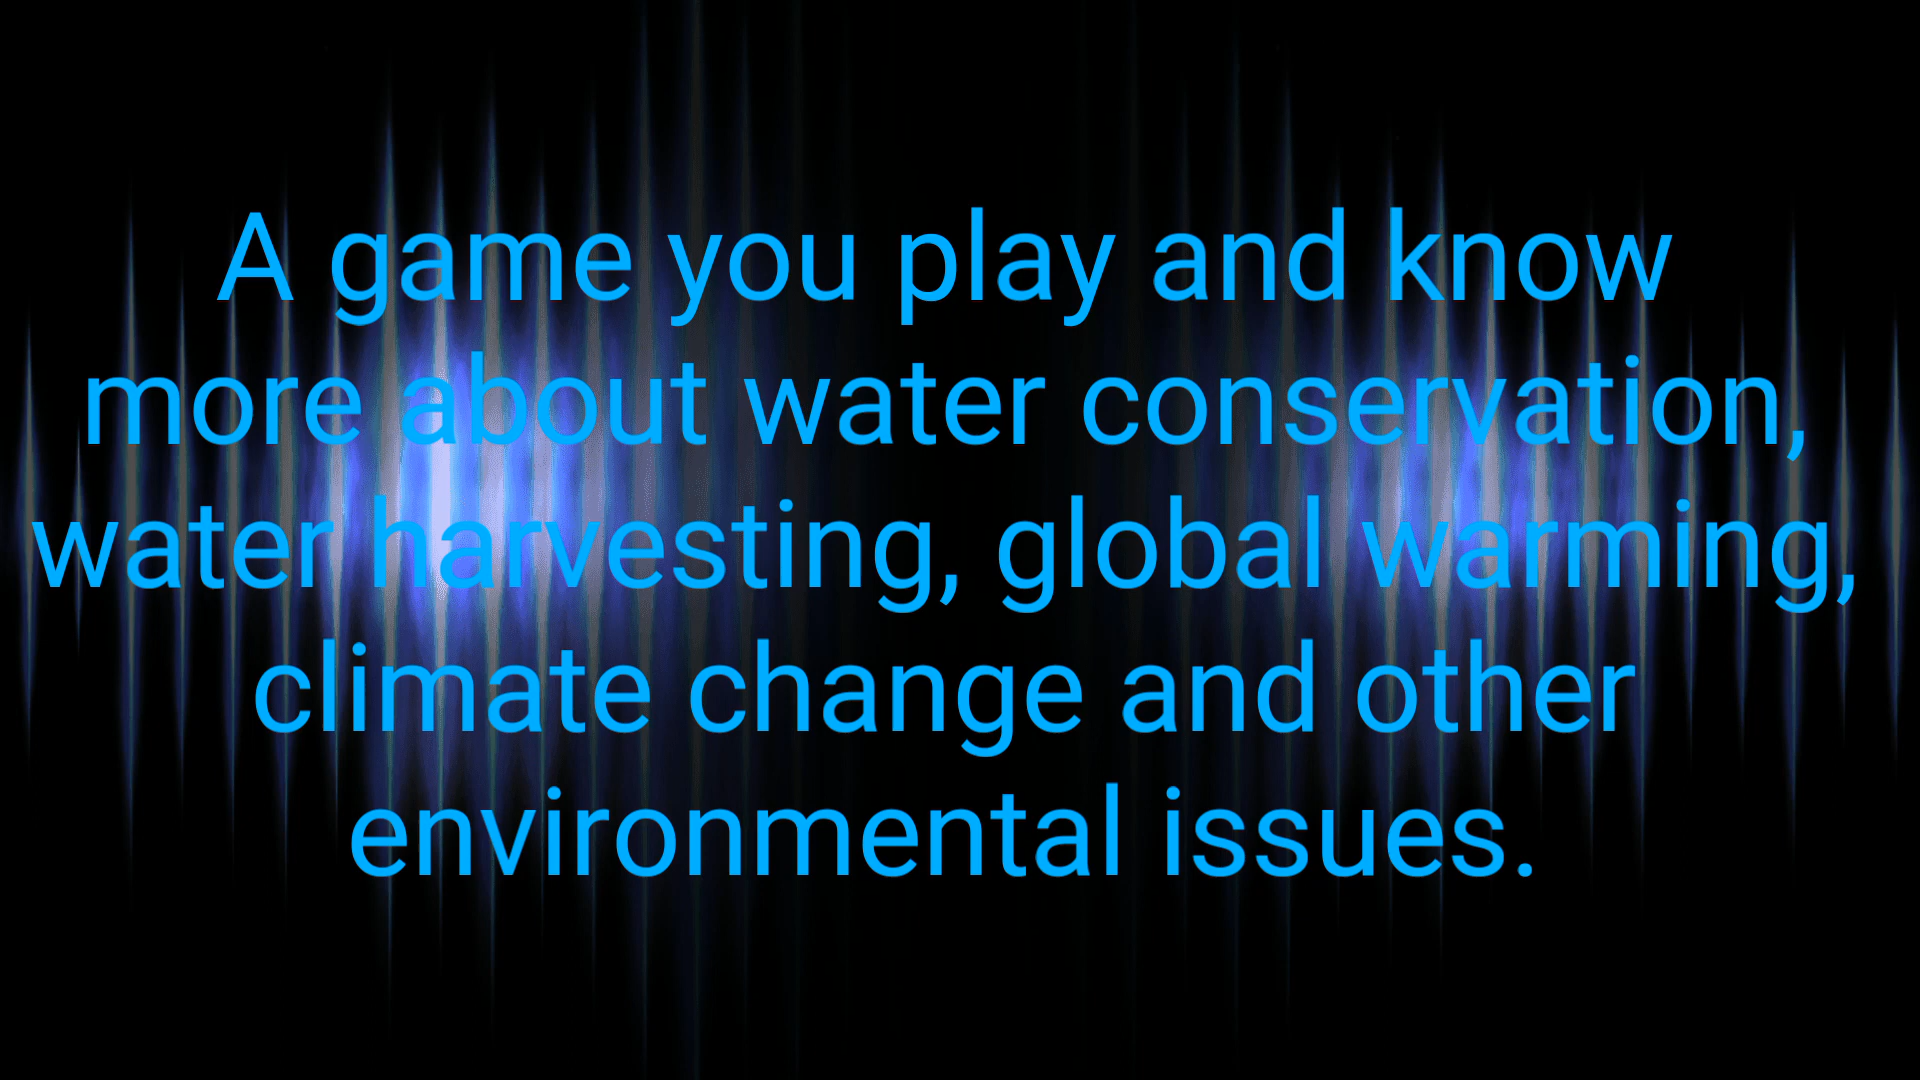 A game you play and know
more about water conservation,
water harvesting, global warming,
climate change and other
environmental issues.